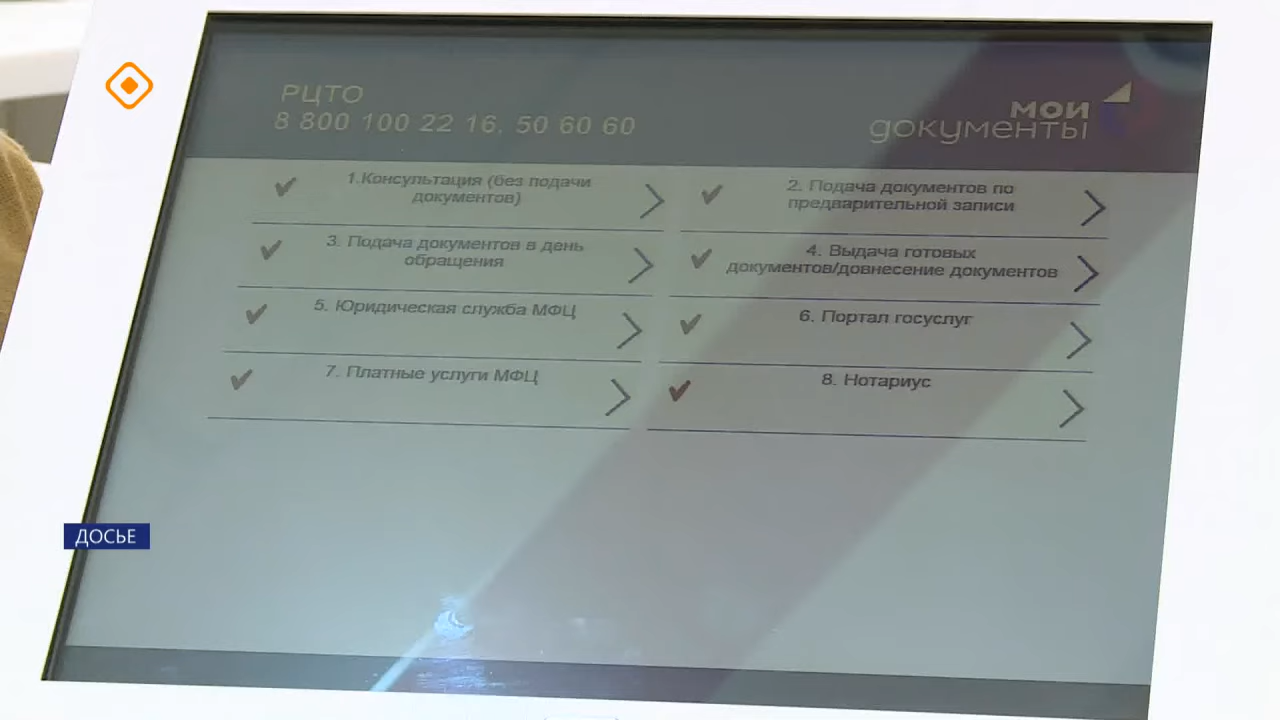 РЦТО
8 800 100 22 16, 50 60 60
мои
документы
1.Консультация (без подачи
документов)
2. Подача документов по
предварительной записи
3. Подача документов в день
обращения
4. Выдача готовых
документов/довнесение документов
5. Юридическая служба МФЦ
6. Портал госуслуг
7. Платные услуги МФЦ
8. Нотариус
ДОСЬЕ